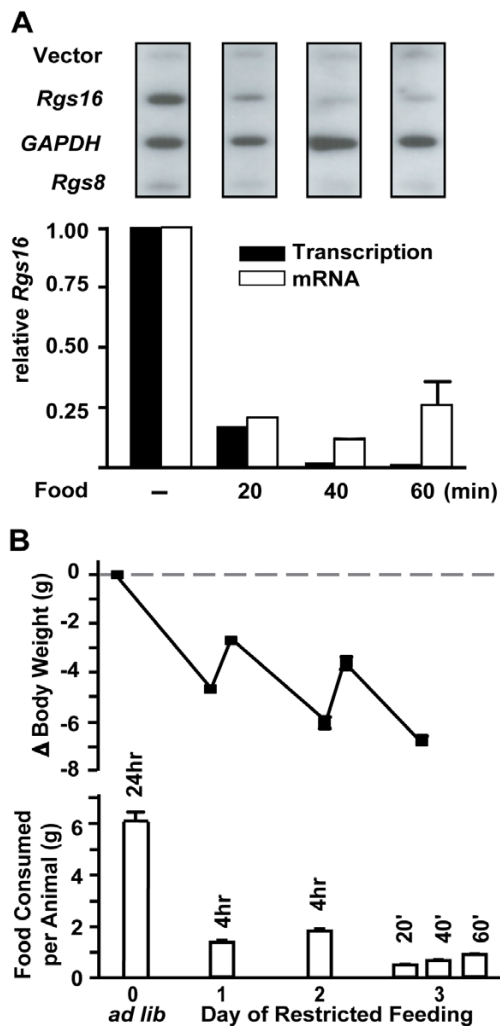 A
Vector
Rgs16
GAPDH
Rgs8
relative Rgs16
1.00
0.75
0.50
0.25
Transcription
mRNA
Food – 20 40 60 (min)
B
Δ Body Weight (g)
0
-2
-4
-6
-8
Food Consumed
per Animal (g)
6
4
2
0
24hr
4hr
4hr
20'
40'
60'
0 1 2 3
ad lib Day of Restricted Feeding